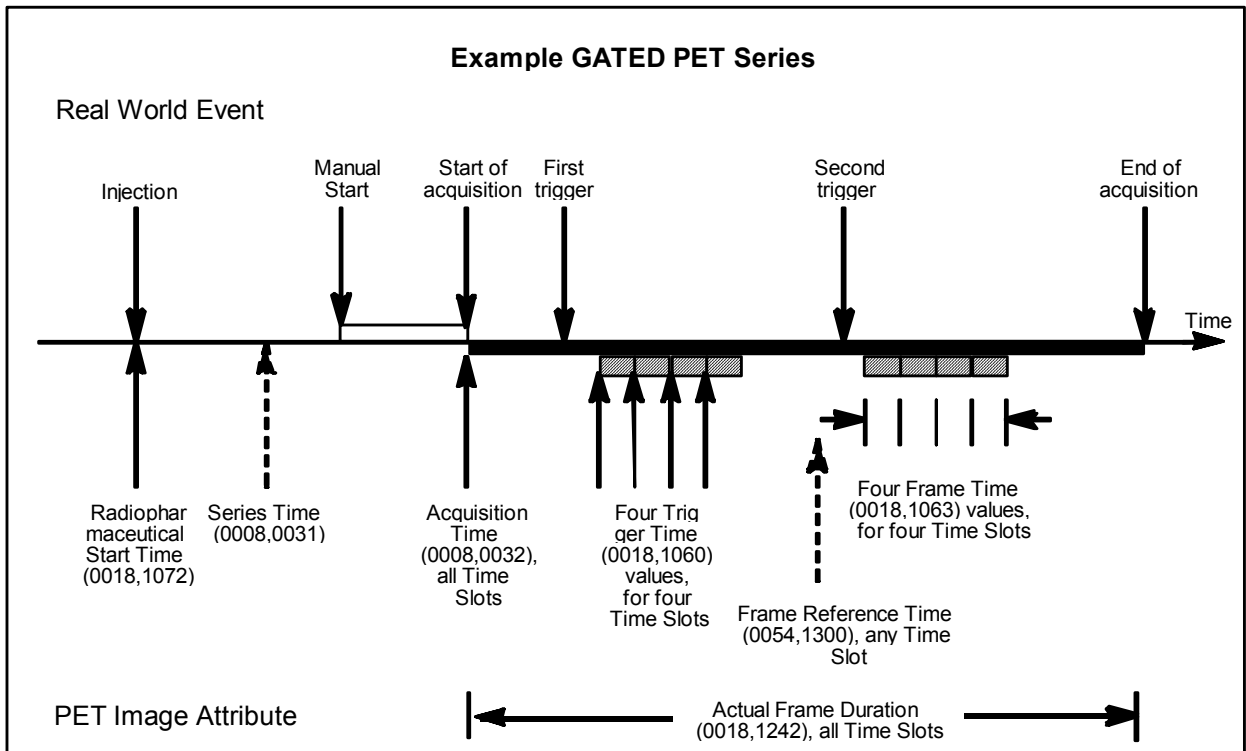 Example GATED PET Series
Real World Event
Injection
Manual
Start
Start of
acquisition
First
trigger
Second
trigger
End of
acquisition
Time
Radiophar
maceutical
Start Time
(0018,1072)
Series Time
(0008,0031)
Acquisition
Time
(0008,0032),
all Time
Slots
Four Trig
ger Time
(0018,1060)
values,
for four
Time Slots
Four Frame Time
(0018,1063) values,
for four Time Slots
Frame Reference Time
(0054,1300), any Time
Slot
PET Image Attribute
Actual Frame Duration
(0018,1242), all Time Slots